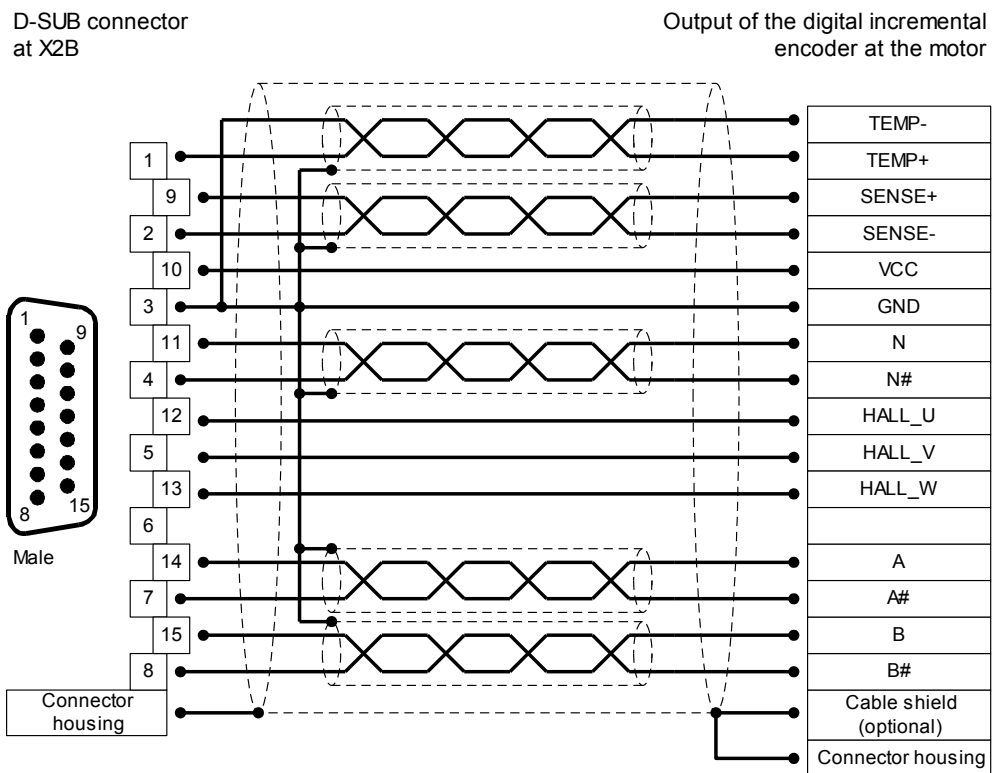 D-SUB connector
at X2B
Output of the digital incremental
encoder at the motor
TEMP-
1
TEMP+
9
SENSE+
2
SENSE-
10
VCC
3
GND
11
N
4
N#
12
HALL_U
5
HALL_V
13
HALL_W
6
14
A
7
A#
15
B
8
B#
1
9
8
15
Male
Connector
housing
Cable shield
(optional)
Connector housing